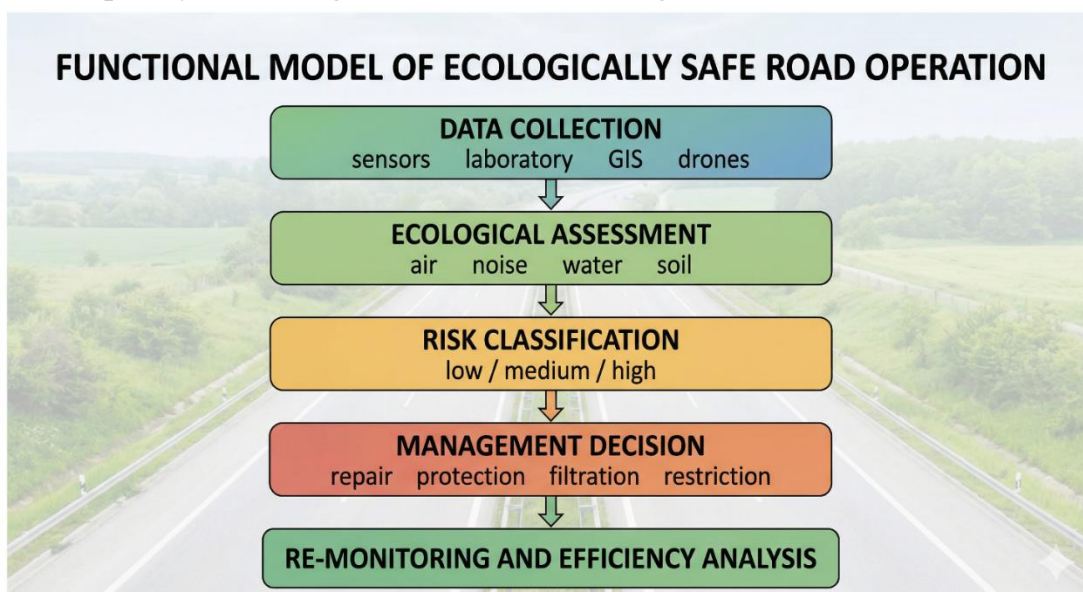 FUNCTIONAL MODEL OF ECOLOGICALLY SAFE ROAD OPERATION
DATA COLLECTION
sensors laboratory GIS drones
ECOLOGICAL ASSESSMENT
air noise water soil
RISK CLASSIFICATION
low / medium / high
MANAGEMENT DECISION
repair protection filtration restriction
RE-MONITORING AND EFFICIENCY ANALYSIS